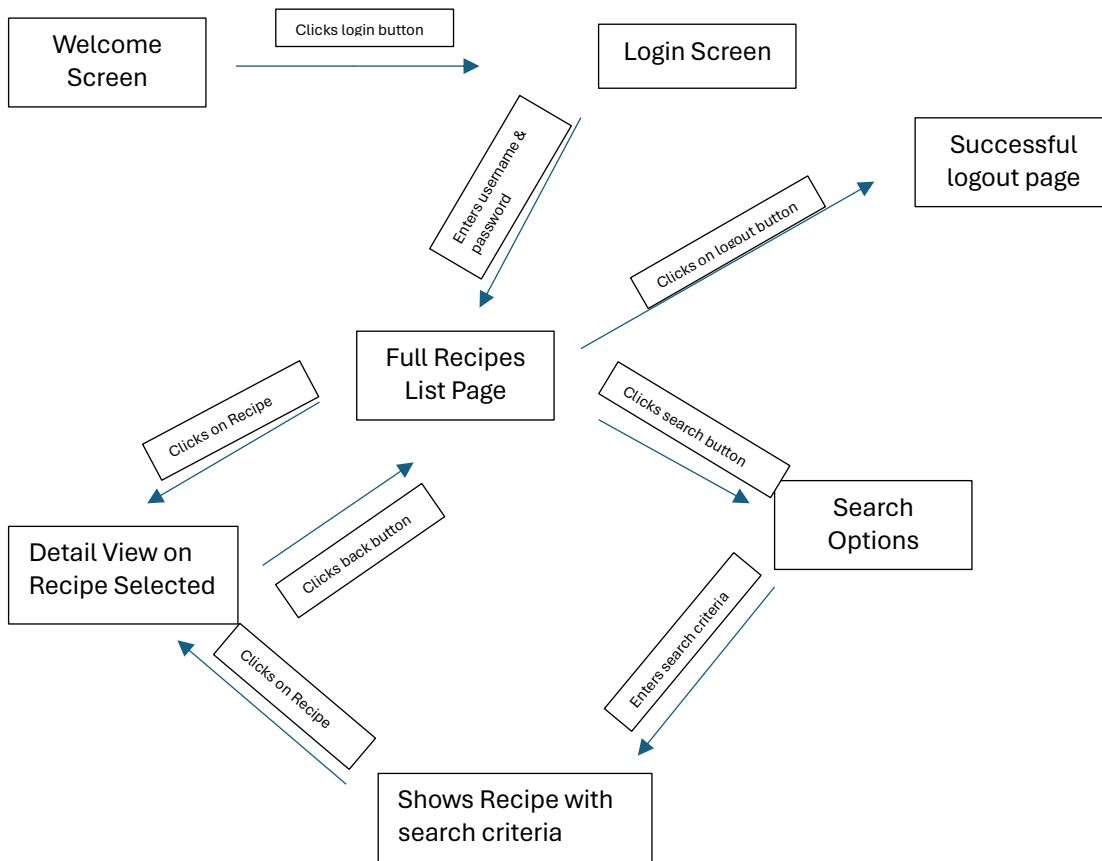 Welcome
Screen
Clicks login button
Login Screen
Enters username &
password
Successful
logout page
Clicks on logout button
Full Recipes
List Page
Clicks on Recipe
Clicks search button
Clicks back button
Search
Options
Detail View on
Recipe Selected
Clicks on Recipe
Enters search criteria
Shows Recipe with
search criteria